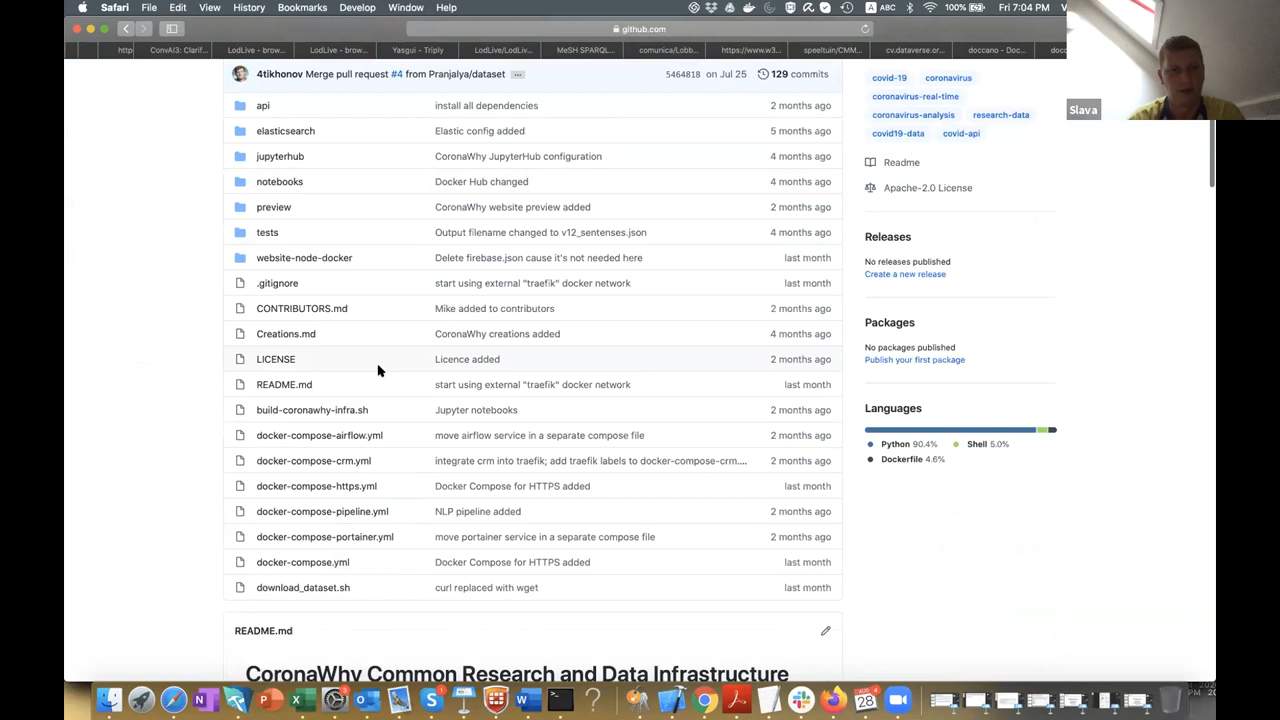 Safari File Edit View History Bookmarks Develop Window Help ABC 100% Fri 7:04 PM
github.com
http ConvAI3: Clarif... LodLive - brow... LodLive - brow... Yasgui - Triply LodLive/LodLiv... MeSH SPARQL... comunica/Lobb... https://www.w3... speeltuin/CMM... cv.dataverse.or... doccano - Doc...
4tikhonov Merge pull request #4 from Pranjalya/dataset ... 5464818 on Jul 25 129 commits
api install all dependencies 2 months ago
elasticsearch Elastic config added 5 months ago
jupyterhub CoronaWhy JupyterHub configuration 4 months ago
notebooks Docker Hub changed 4 months ago
preview CoronaWhy website preview added 2 months ago
tests Output filename changed to v12_sentenses.json 4 months ago
website-node-docker Delete firebase.json cause it's not needed here last month
.gitignore start using external "traefik" docker network last month
CONTRIBUTORS.md Mike added to contributors 2 months ago
Creations.md CoronaWhy creations added 4 months ago
LICENSE Licence added 2 months ago
README.md start using external "traefik" docker network last month
build-coronawhy-infra.sh Jupyter notebooks 2 months ago
docker-compose-airflow.yml move airflow service in a separate compose file 2 months ago
docker-compose-crm.yml integrate crm into traefik; add traefik labels to docker-compose-crm.... 2 months ago
docker-compose-https.yml Docker Compose for HTTPS added last month
docker-compose-pipeline.yml NLP pipeline added 2 months ago
docker-compose-portainer.yml move portainer service in a separate compose file 2 months ago
docker-compose.yml Docker Compose for HTTPS added last month
download_dataset.sh curl replaced with wget last month
README.md
CoronaWhy Common Research and Data Infrastructure
covid-19 coronavirus
coronavirus-real-time
coronavirus-analysis research-data
covid19-data covid-api
Readme
Apache-2.0 License
Releases
No releases published
Create a new release
Packages
No packages published
Publish your first package
Languages
Python 90.4% Shell 5.0%
Dockerfile 4.6%
Slava
28